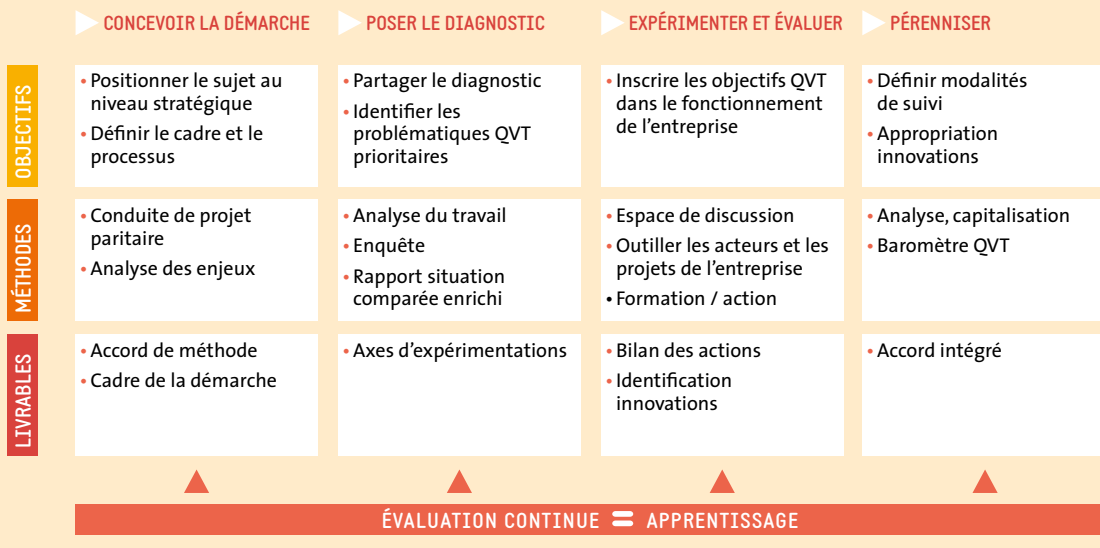 CONCEVOIR LA DÉMARCHE
POSER LE DIAGNOSTIC
EXPÉRIMENTER ET ÉVALUER
PÉRENNISER
OBJECTIFS
• Positionner le sujet au
niveau stratégique
• Définir le cadre et le
processus
• Partager le diagnostic
• Identifier les
problématiques QVT
prioritaires
• Inscrire les objectifs QVT
dans le fonctionnement
de l'entreprise
• Définir modalités
de suivi
• Appropriation
innovations
MÉTHODES
• Conduite de projet
paritaire
• Analyse des enjeux
• Analyse du travail
• Enquête
• Rapport situation
comparée enrichi
• Espace de discussion
• Outiller les acteurs et les
projets de l'entreprise
• Formation / action
• Analyse, capitalisation
• Baromètre QVT
LIVRABLES
• Accord de méthode
• Cadre de la démarche
• Axes d'expérimentations
• Bilan des actions
• Identification
innovations
• Accord intégré
ÉVALUATION CONTINUE = APPRENTISSAGE